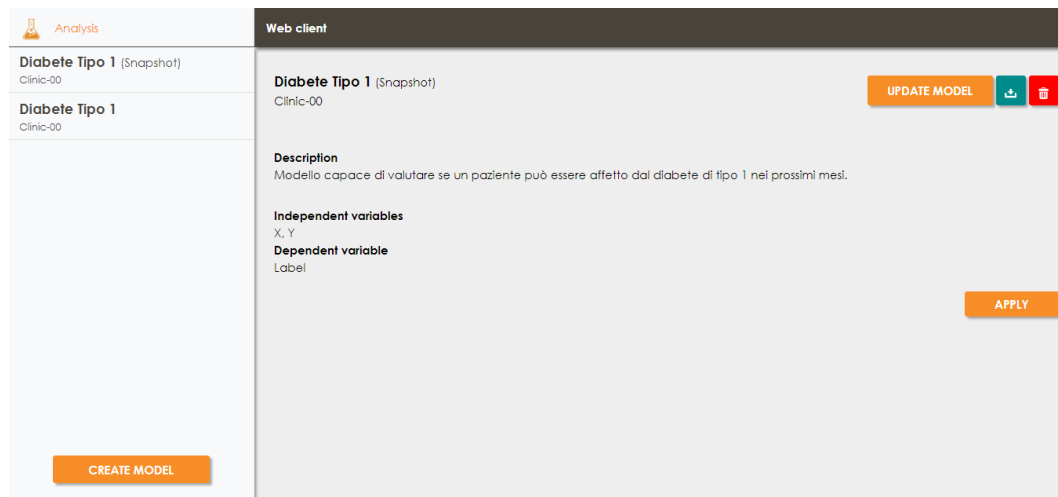 Analysis
Web client
Diabete Tipo 1 (Snapshot)
Clinic-00
Diabete Tipo 1
Clinic-00
CREATE MODEL
Diabete Tipo 1 (Snapshot)
Clinic-00
UPDATE MODEL
Description
Modello capace di valutare se un paziente può essere affetto dal diabete di tipo 1 nei prossimi mesi.
Independent variables
X, Y
Dependent variable
Label
APPLY